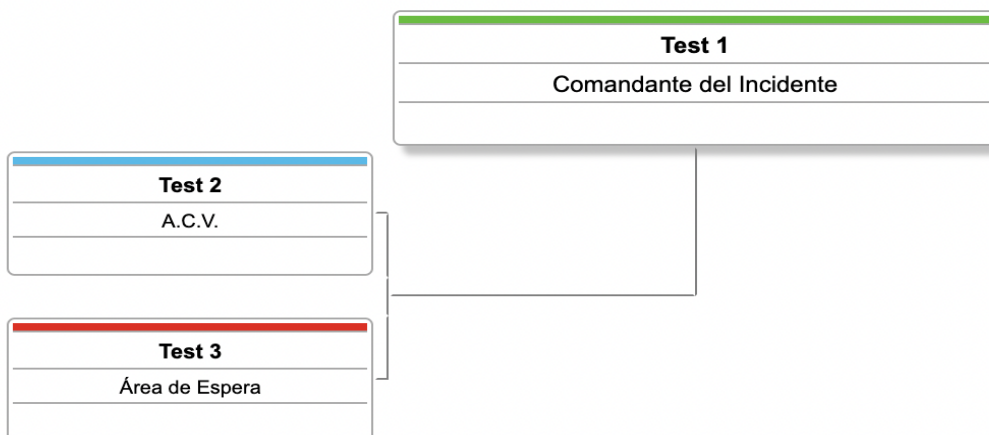 Test 1
Comandante del Incidente
Test 2
A.C.V.
Test 3
Área de Espera